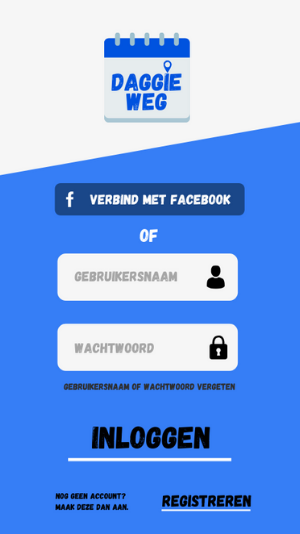 DAGGIE
WEG
f VERBIND MET FACEBOOK
OF
GEBRUIKERSNAAM
WACHTWOORD
GEBRUIKERSNAAM OF WACHTWOORD VERGETEN
INLOGGEN
NOG GEEN ACCOUNT?
MAAK DEZE DAN AAN.
REGISTREREN